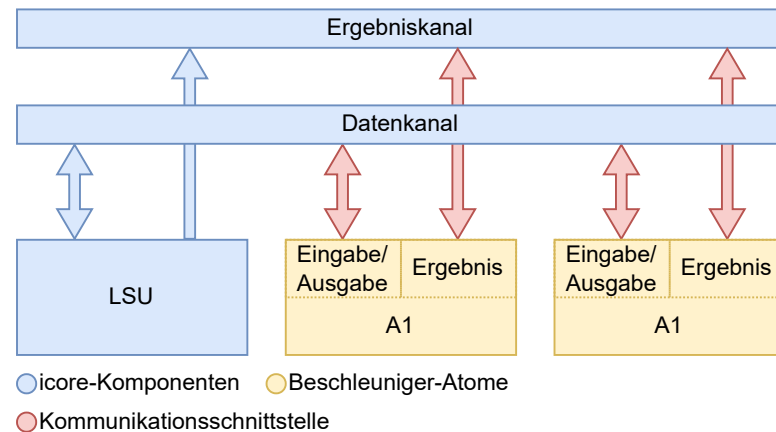 Ergebniskanal
Datenkanal
LSU
Eingabe/
Ausgabe
Ergebnis
A1
Eingabe/
Ausgabe
Ergebnis
A1
icore-Komponenten
Beschleuniger-Atome
Kommunikationsschnittstelle